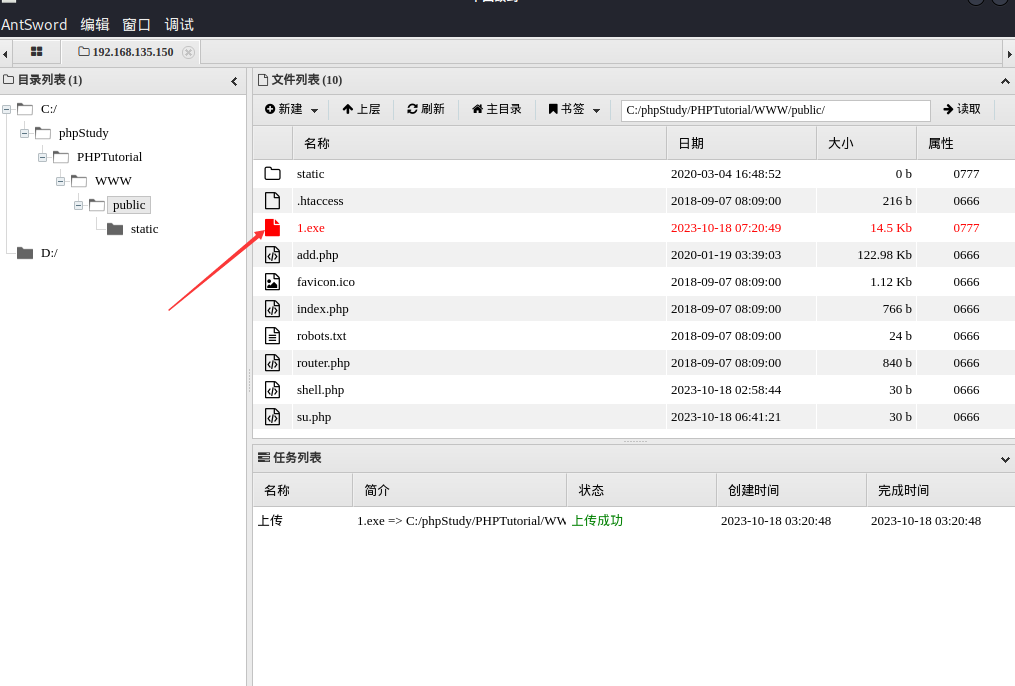 AntSword 编辑 窗口 调试
192.168.135.150
目录列表 (1)
C:/
phpStudy
PHPTutorial
WWW
public
static
D:/
文件列表 (10)
新建 上层 刷新 主目录 书签 C:/phpStudy/PHPTutorial/WWW/public/ 读取
名称 日期 大小 属性
static 2020-03-04 16:48:52 0 b 0777
.htaccess 2018-09-07 08:09:00 216 b 0666
1.exe 2023-10-18 07:20:49 14.5 Kb 0777
add.php 2020-01-19 03:39:03 122.98 Kb 0666
favicon.ico 2018-09-07 08:09:00 1.12 Kb 0666
index.php 2018-09-07 08:09:00 766 b 0666
robots.txt 2018-09-07 08:09:00 24 b 0666
router.php 2018-09-07 08:09:00 840 b 0666
shell.php 2023-10-18 02:58:44 30 b 0666
su.php 2023-10-18 06:41:21 30 b 0666
任务列表
名称 简介 状态 创建时间 完成时间
上传 1.exe => C:/phpStudy/PHPTutorial/WW 上传成功 2023-10-18 03:20:48 2023-10-18 03:20:48